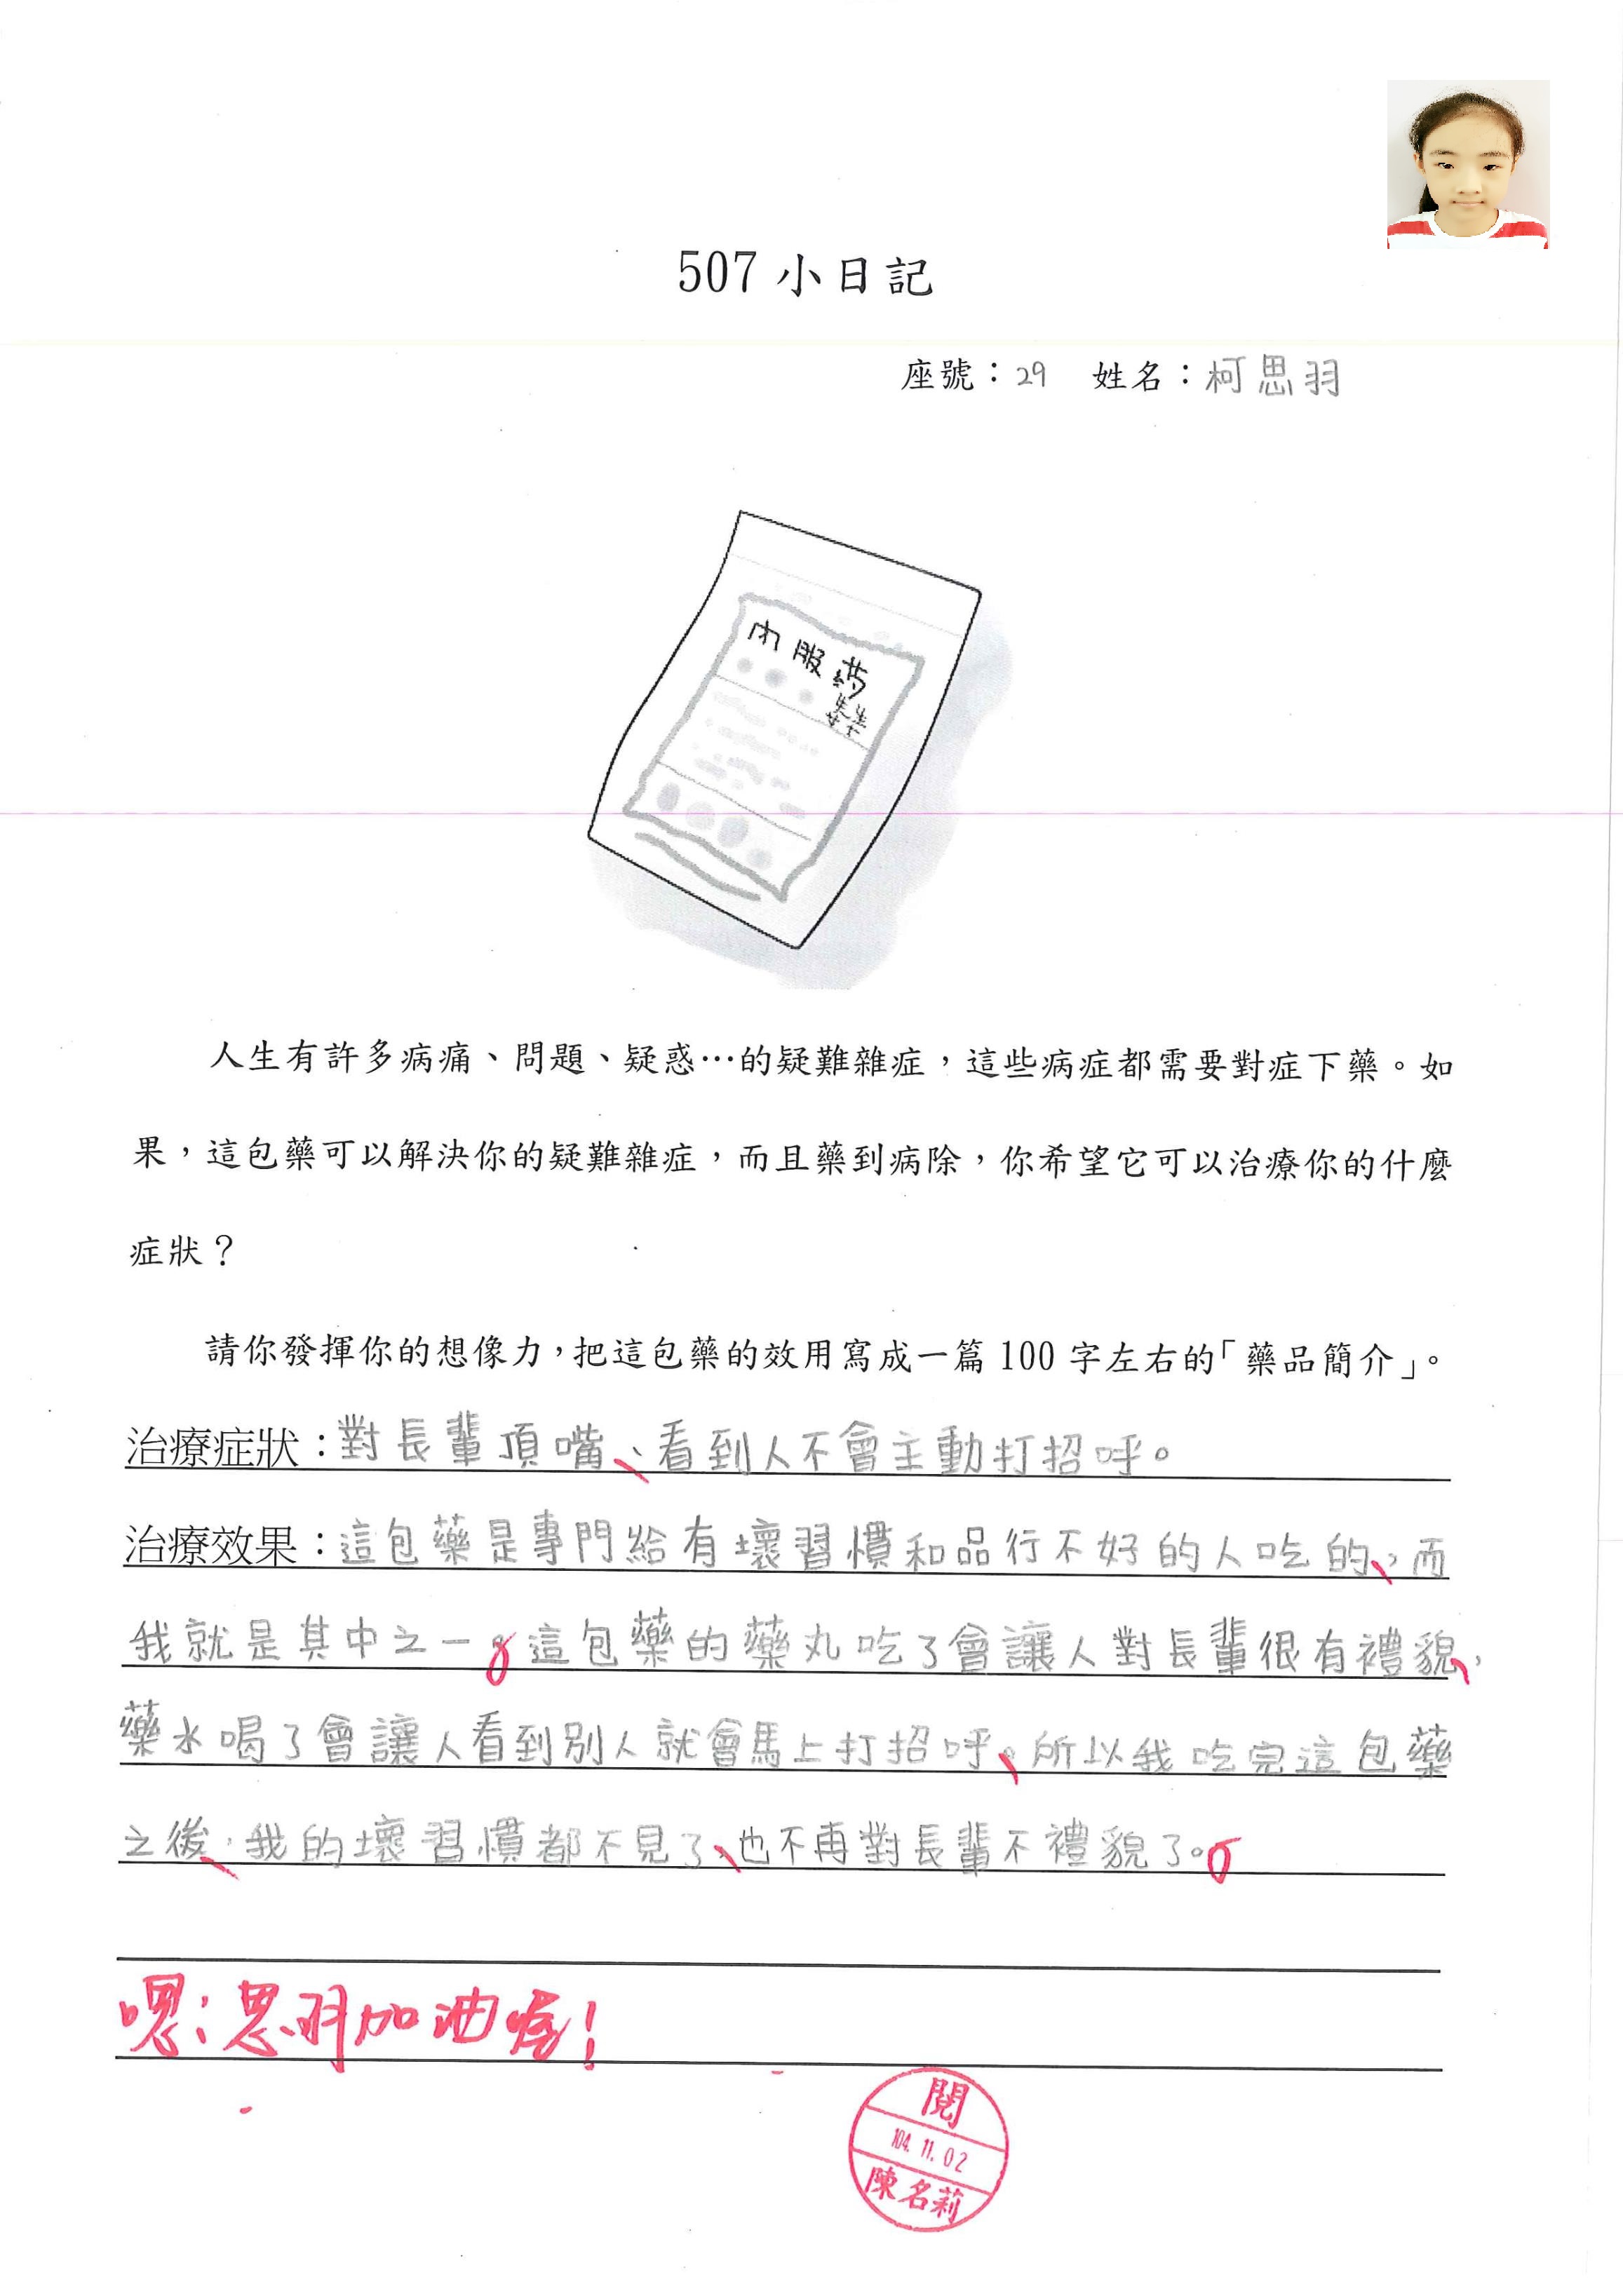 507 小日記
座號：29 姓名：柯思羽
內服藥
人生有許多病痛、問題、疑惑…的疑難雜症，這些病症都需要對症下藥。如
果，這包藥可以解決你的疑難雜症，而且藥到病除，你希望它可以治療你的什麼
症狀？
請你發揮你的想像力，把這包藥的效用寫成一篇 100 字左右的「藥品簡介」。
治療症狀：對長輩頂嘴、看到人不會主動打招呼。
治療效果：這包藥是專門給有壞習慣和品行不好的人吃的，而
我就是其中之一。這包藥的藥丸吃了會讓人對長輩很有禮貌，
藥水喝了會讓人看到別人就會馬上打招呼。所以我吃完這包藥
之後，我的壞習慣都不見了，也不再對長輩不禮貌了。
嗯；思羽加油喔！
閱
104.11.02
陳名莉